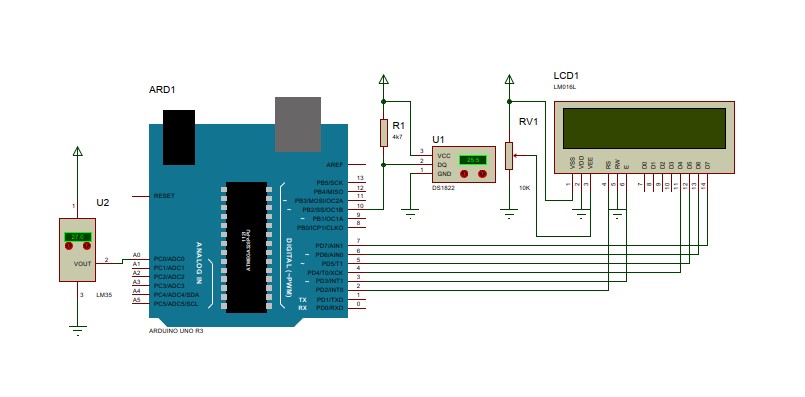 ARD1
RESET
A0
A1
A2
A3
A4
A5
PC0/ADC0
PC1/ADC1
PC2/ADC2
PC3/ADC3
PC4/ADC4/SDA
PC5/ADC5/SCL
ANALOG IN
ATMEGA328P-PU
1121
DIGITAL (~PWM)
AREF
PB5/SCK 13
PB4/MISO 12
~ PB3/MOSI/OC2A 11
~ PB2/SS/OC1B 10
~ PB1/OC1A 9
PB0/ICP1/CLKO 8
PD7/AIN1 7
~ PD6/AIN0 6
~ PD5/T1 5
PD4/T0/XCK 4
~ PD3/INT1 3
PD2/INT0 2
TX PD1/TXD 1
RX PD0/RXD 0
ARDUINO UNO R3
U2
1
27.0
VOUT 2
3
LM35
R1
4k7
U1
3 VCC
2 DQ
1 GND
25.5
DS1822
RV1
10K
LCD1
LM016L
VSS VDD VEE RS RW E D0 D1 D2 D3 D4 D5 D6 D7
1 2 3 4 5 6 7 8 9 10 11 12 13 14